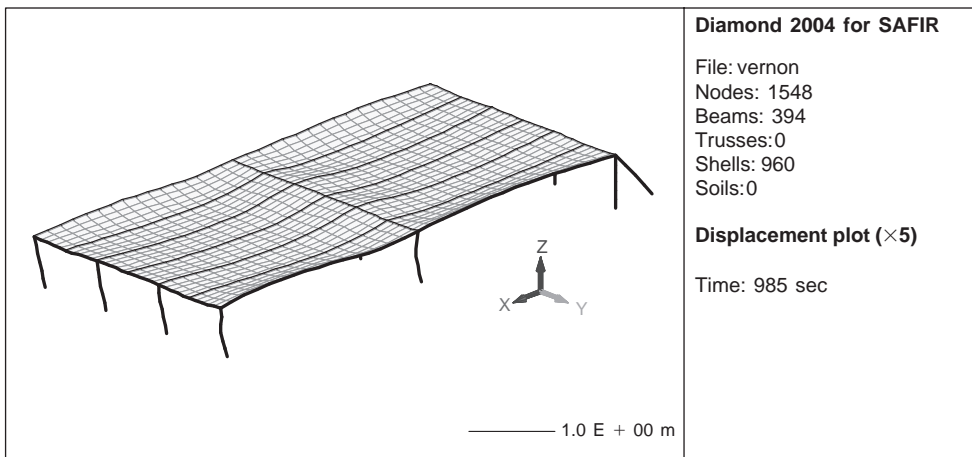 Diamond 2004 for SAFIR
File: vernon
Nodes: 1548
Beams: 394
Trusses:0
Shells: 960
Soils:0
Displacement plot (×5)
Time: 985 sec
Z
X
Y
1.0 E + 00 m